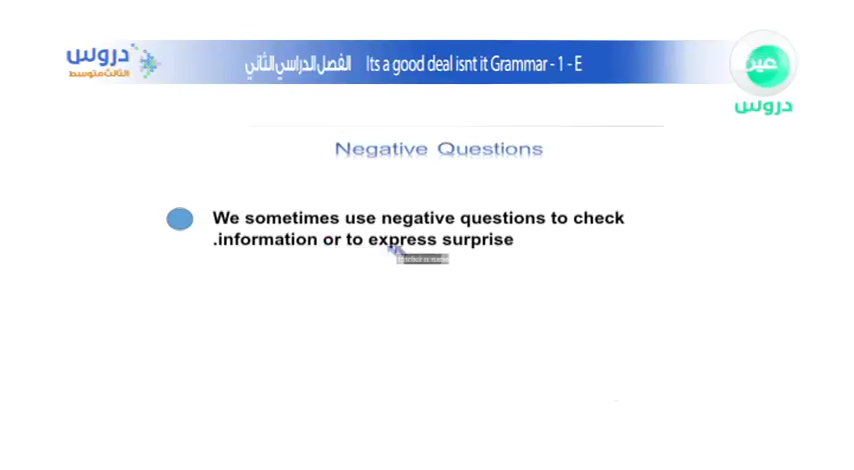 دروس
الثالث متوسط
الفصل الدراسي الثاني Its a good deal isnt it Grammar - 1 - E
عين
دروس
Negative Questions
We sometimes use negative questions to check
.information or to express surprise